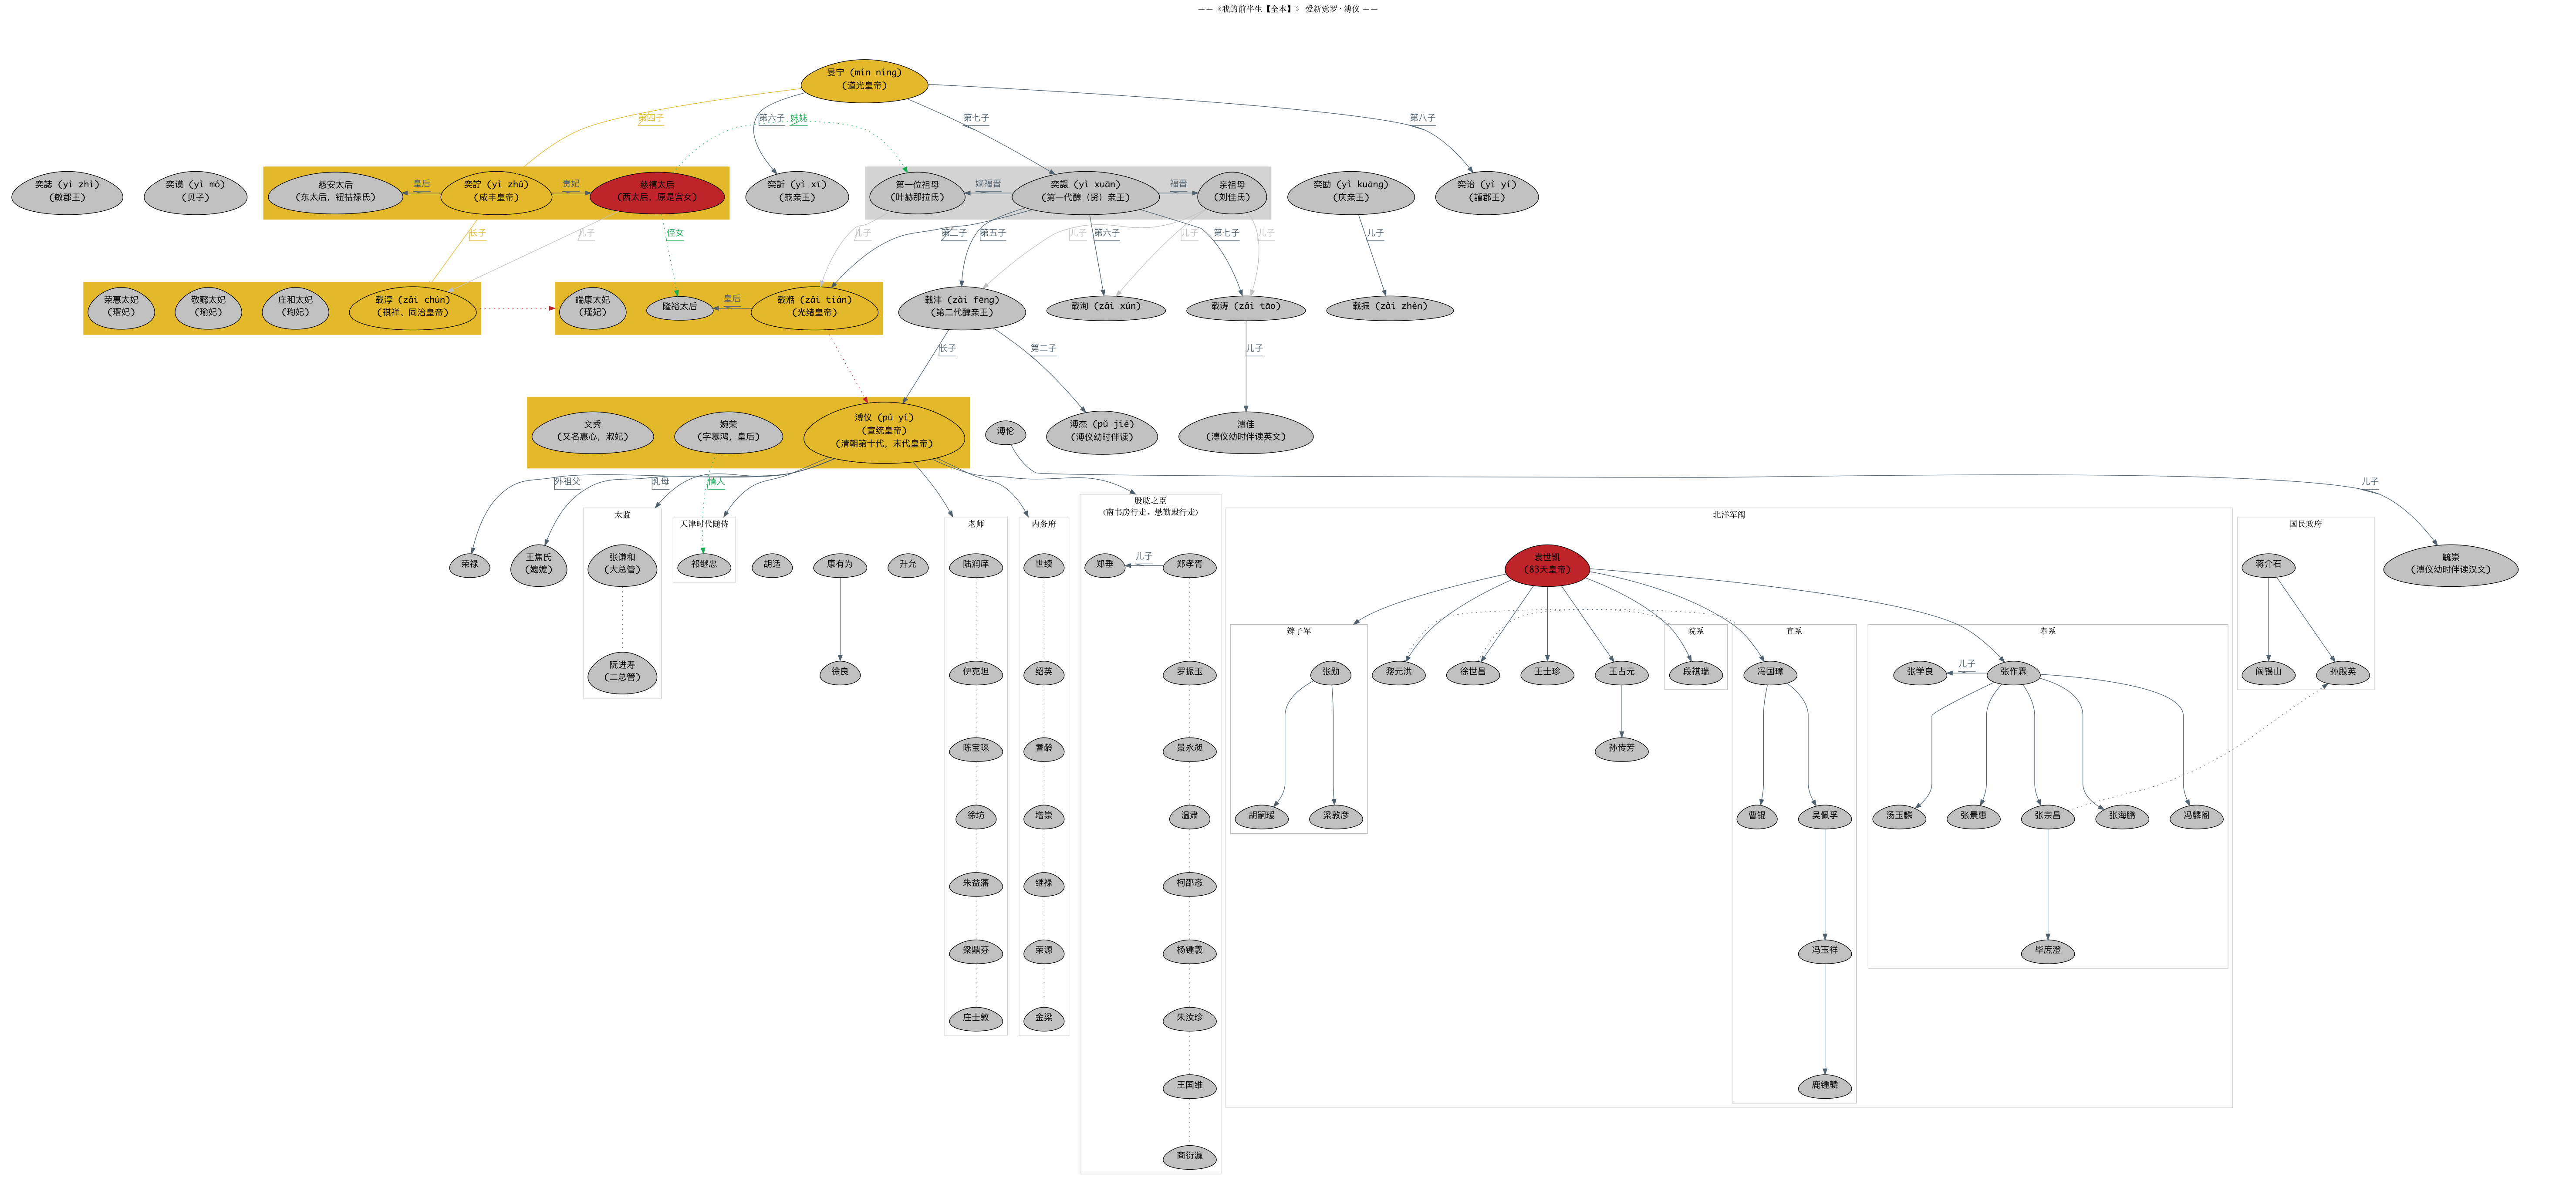 —— 《我的前半生【全本】》 爱新觉罗·溥仪 ——
旻宁 (mín níng)
(道光皇帝)
第四子
第六子
妹妹
第七子
第八子
奕誌 (yì zhì)
(敏郡王)
奕谟 (yì mó)
(贝子)
慈安太后
(东太后, 钮祜禄氏)
皇后
奕詝 (yì zhǔ)
(咸丰皇帝)
贵妃
慈禧太后
(西太后, 原是宫女)
奕訢 (yì xī)
(恭亲王)
第一位祖母
(叶赫那拉氏)
嫡福晋
奕譞 (yì xuān)
(第一代醇（贤）亲王)
福晋
亲祖母
(刘佳氏)
奕劻 (yì kuāng)
(庆亲王)
奕诒 (yì yí)
(锺郡王)
长子
儿子
侄女
儿子
第二子
第五子
儿子
第六子
儿子
第七子
儿子
儿子
荣惠太妃
(瑨妃)
敬懿太妃
(瑜妃)
庄和太妃
(珣妃)
载淳 (zǎi chún)
(祺祥、同治皇帝)
端康太妃
(瑾妃)
隆裕太后
皇后
载湉 (zǎi tián)
(光绪皇帝)
载沣 (zǎi fēng)
(第二代醇亲王)
载洵 (zǎi xún)
载涛 (zǎi tāo)
载振 (zǎi zhèn)
长子
第二子
儿子
文秀
(又名惠心, 淑妃)
婉荣
(字慕鸿, 皇后)
溥仪 (pǔ yí)
(宣统皇帝)
(清朝第十代, 末代皇帝)
溥伦
溥杰 (pǔ jié)
(溥仪幼时伴读)
溥佳
(溥仪幼时伴读英文)
外祖父
乳母
情人
儿子
太监
天津时代随侍
老师
内务府
股肱之臣
(南书房行走、懋勤殿行走)
北洋军阀
国民政府
荣禄
王焦氏
(嬷嬷)
张谦和
(大总管)
祁继忠
胡适
康有为
升允
陆润庠
世续
郑垂
儿子
郑孝胥
袁世凯
(83天皇帝)
蒋介石
毓崇
(溥仪幼时伴读汉文)
辫子军
皖系
直系
奉系
阮进寿
(二总管)
徐良
伊克坦
绍英
罗振玉
张勋
黎元洪
徐世昌
王士珍
王占元
段祺瑞
冯国璋
张学良
儿子
张作霖
阎锡山
孙殿英
陈宝琛
耆龄
景永昶
孙传芳
徐坊
增崇
温肃
胡嗣瑗
梁敦彦
曹锟
吴佩孚
汤玉麟
张景惠
张宗昌
张海鹏
冯麟阁
朱益藩
继禄
柯邵忞
梁鼎芬
荣源
杨锺羲
冯玉祥
毕庶澄
庄士敦
金梁
朱汝珍
王国维
鹿锺麟
商衍瀛